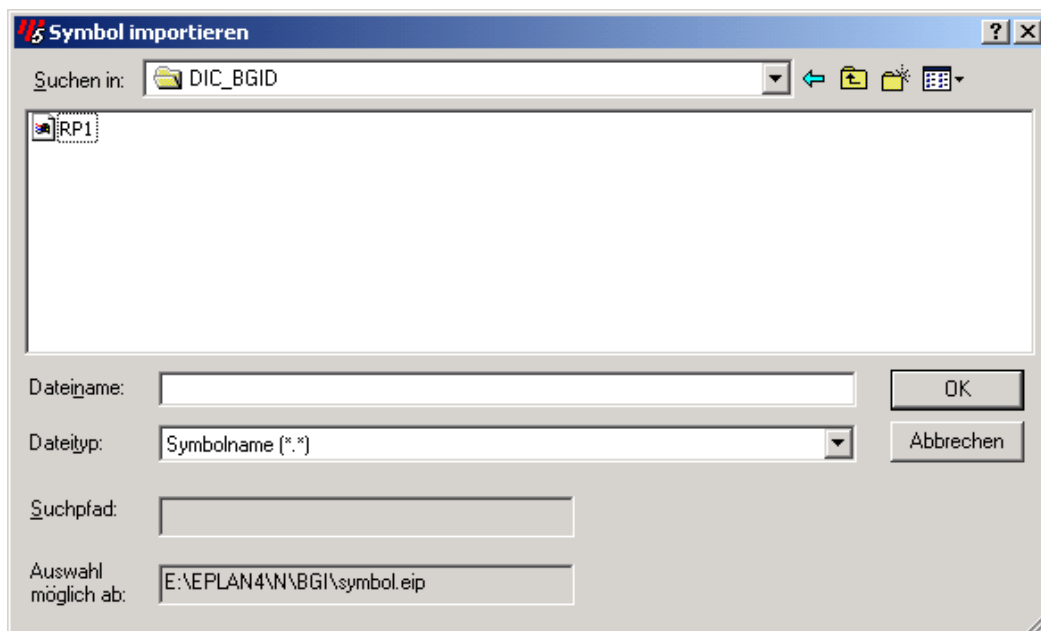 Symbol importieren
Suchen in: DIC_BGID
RP1
Dateiname: OK
Dateityp: Symbolname (*.*) Abbrechen
Suchpfad:
Auswahl
möglich ab: E:\EPLAN4\N\BGI\symbol.eip